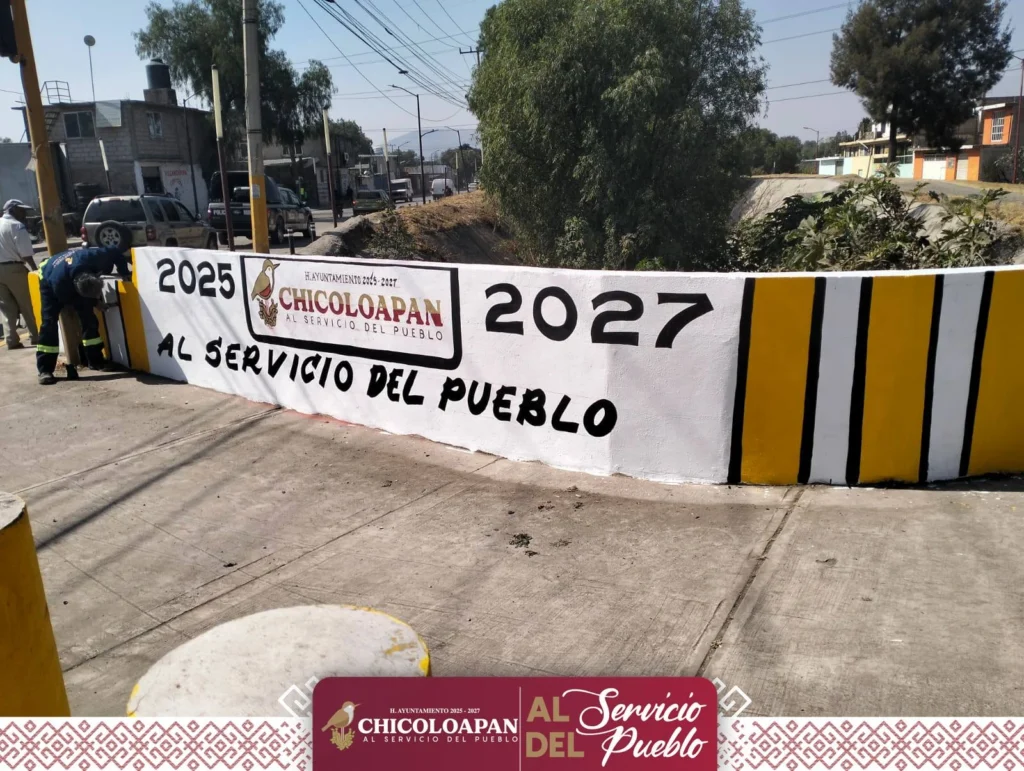 2025
H. AYUNTAMIENTO 2025-2027
CHICOLOAPAN
AL SERVICIO DEL PUEBLO
2027
AL SERVICIO DEL PUEBLO
H. AYUNTAMIENTO 2025 - 2027
CHICOLOAPAN
AL SERVICIO DEL PUEBLO
AL Servicio
DEL Pueblo